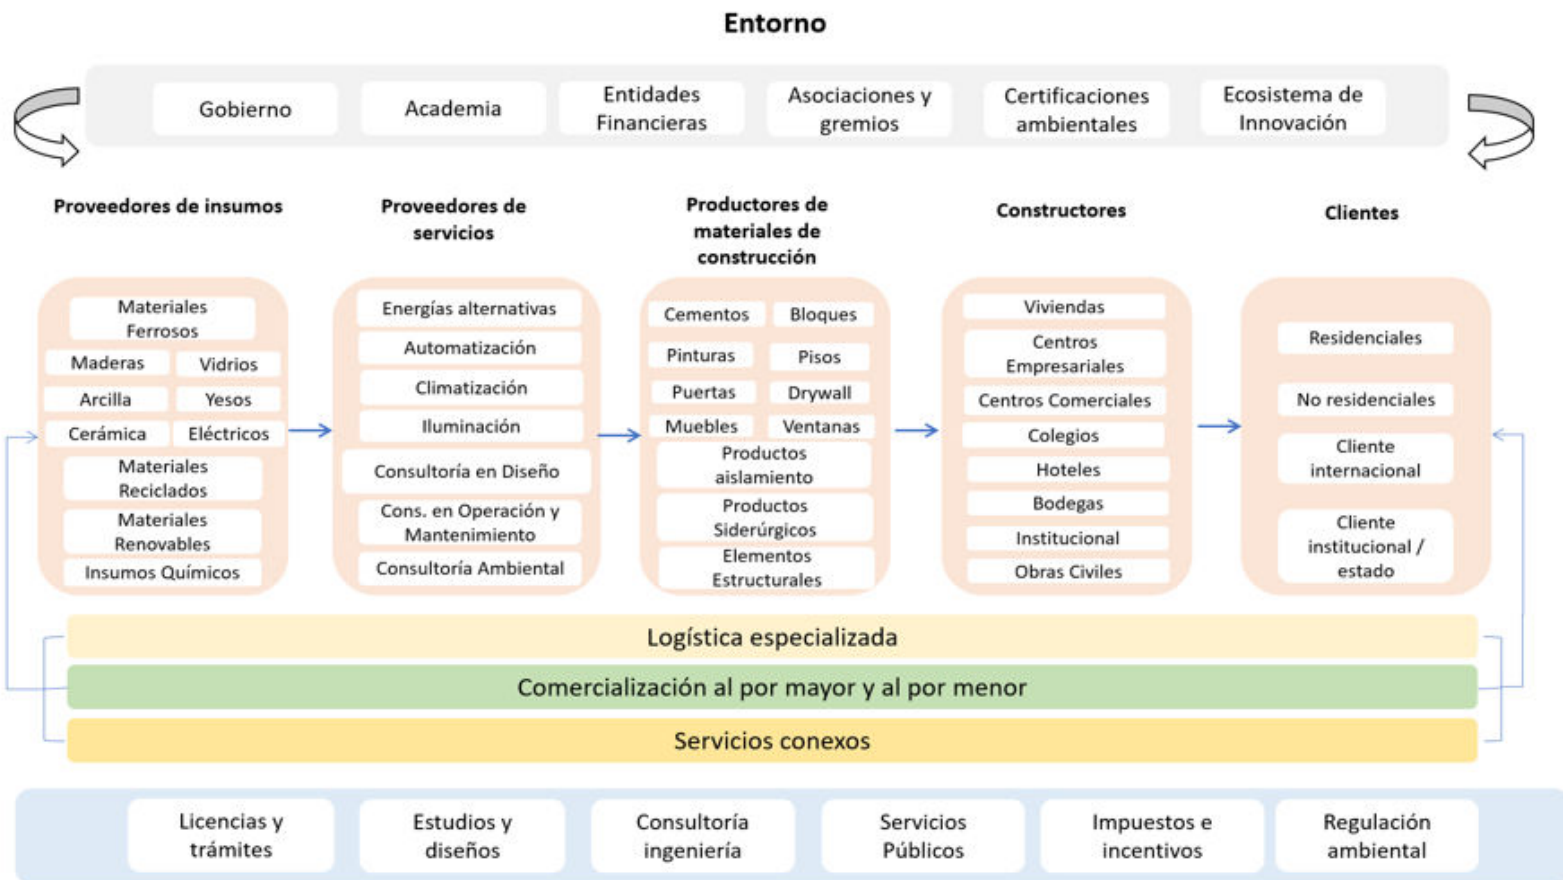 Entorno
Gobierno
Academia
Entidades
Financieras
Asociaciones y
gremios
Certificaciones
ambientales
Ecosistema de
Innovación
Proveedores de insumos
Materiales
Ferrosos
Maderas
Vidrios
Arcilla
Yesos
Cerámica
Eléctricos
Materiales
Reciclados
Materiales
Renovables
Insumos Químicos
Proveedores de
servicios
Energías alternativas
Automatización
Climatización
Iluminación
Consultoría en Diseño
Cons. en Operación y
Mantenimiento
Consultoría Ambiental
Productores de
materiales de
construcción
Cementos
Bloques
Pinturas
Pisos
Puertas
Drywall
Muebles
Ventanas
Productos
aislamiento
Productos
Siderúrgicos
Elementos
Estructurales
Constructores
Viviendas
Centros
Empresariales
Centros Comerciales
Colegios
Hoteles
Bodegas
Institucional
Obras Civiles
Clientes
Residenciales
No residenciales
Cliente
internacional
Cliente
institucional /
estado
Logística especializada
Comercialización al por mayor y al por menor
Servicios conexos
Licencias y
trámites
Estudios y
diseños
Consultoría
ingeniería
Servicios
Públicos
Impuestos e
incentivos
Regulación
ambiental